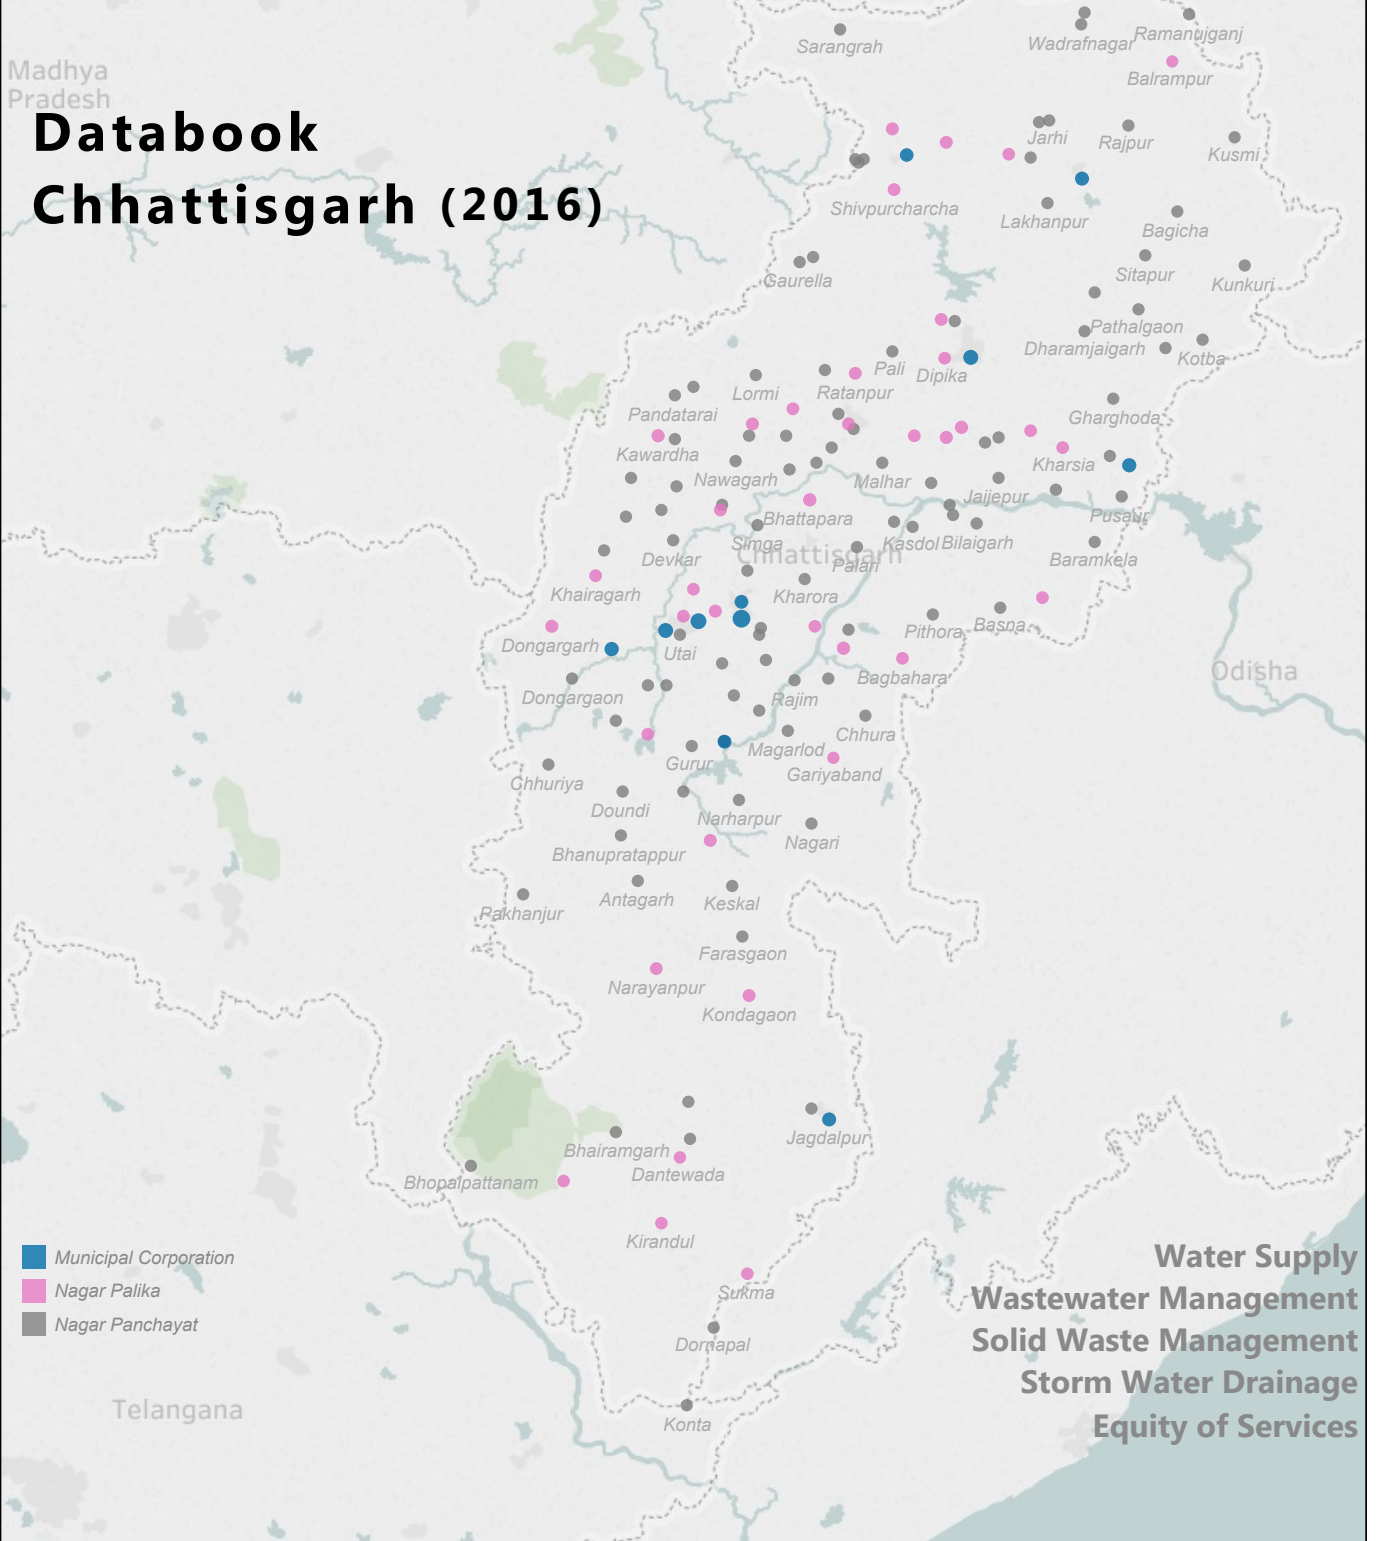 Madhya
Pradesh
Databook
Chhattisgarh (2016)
Sarangrah
Wadrafnagar
Ramanujganj
Balrampur
Jarhi
Rajpur
Kusmi
Shivpurcharcha
Lakhanpur
Bagicha
Gaurella
Sitapur
Kunkuri
Pathalgaon
Dharamjaigarh
Kotba
Pali
Dipika
Lormi
Ratanpur
Pandatarai
Gharghoda
Kawardha
Kharsia
Nawagarh
Malhar
Jaijepur
Bhattapara
Pusaur
Simga
Kasdol
Bilaigarh
Chhattisgarh
Devkar
Palari
Baramkela
Khairagarh
Kharora
Pithora
Basna
Dongargarh
Utai
Odisha
Bagbahara
Dongargaon
Rajim
Chhura
Magarlod
Gurur
Gariyaband
Chhuriya
Doundi
Narharpur
Nagari
Bhanupratappur
Antagarh
Keskal
Pakhanjur
Farasgaon
Narayanpur
Kondagaon
Jagdalpur
Bhairamgarh
Dantewada
Bhopalpattanam
Kirandul
Sukma
Dornapal
Konta
Municipal Corporation
Nagar Palika
Nagar Panchayat
Telangana
Water Supply
Wastewater Management
Solid Waste Management
Storm Water Drainage
Equity of Services